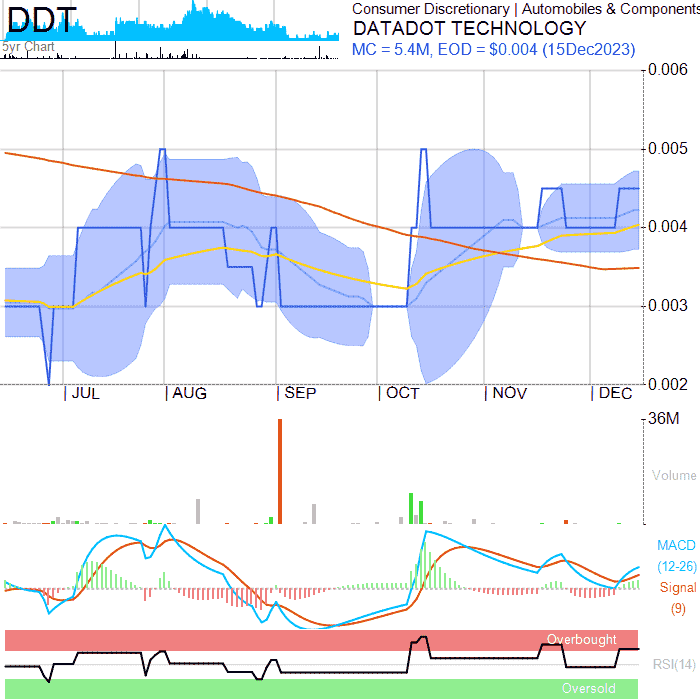 DDT
5yr Chart
Consumer Discretionary | Automobiles & Components
DATADOT TECHNOLOGY
MC = 5.4M, EOD = $0.004 (15Dec2023)
0.006
0.005
0.004
0.003
0.002
| JUL | AUG | SEP | OCT | NOV | DEC
36M
Volume
MACD
(12-26)
Signal
(9)
Overbought
RSI(14)
Oversold